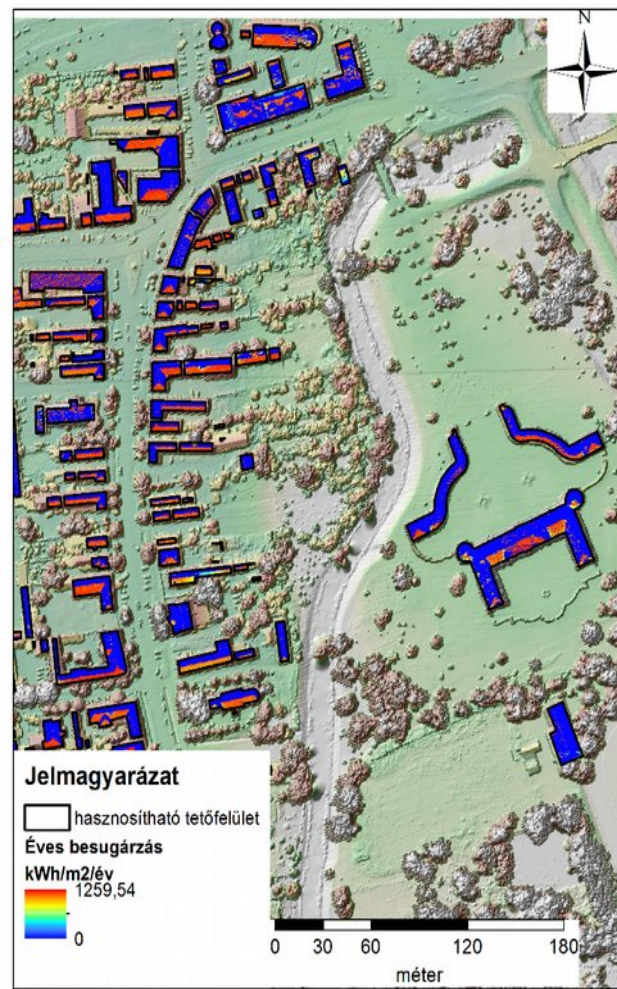 N
Jelmagyarázat
hasznosítható tetőfelület
Éves besugárzás
kWh/m2/év
1259,54
0
0 30 60 120 180
méter